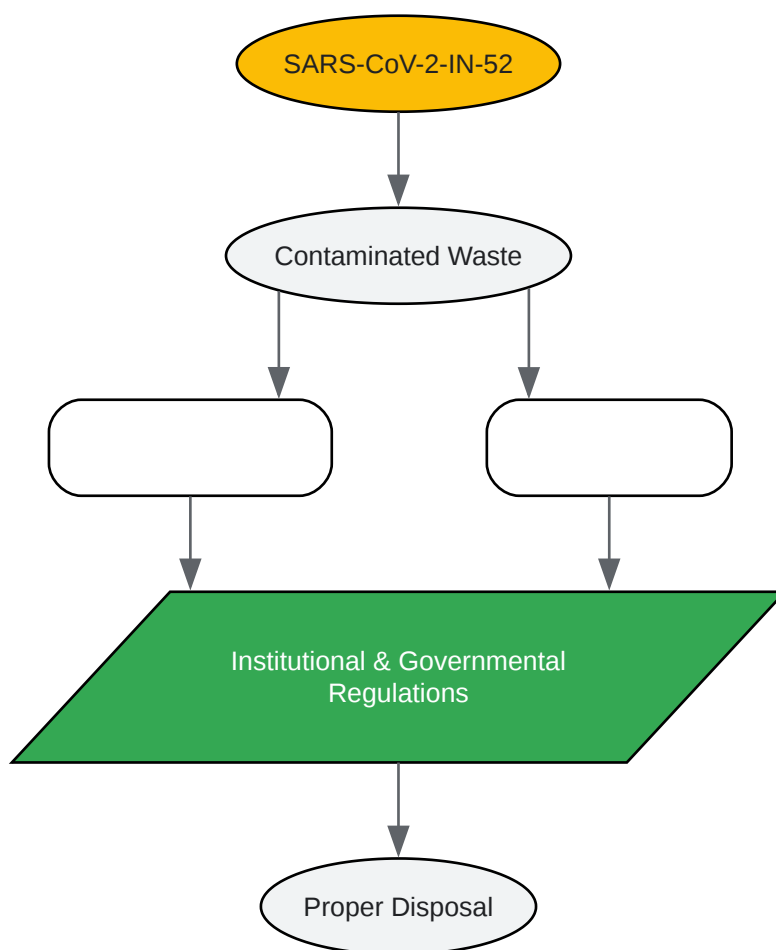 SARS-CoV-2-IN-52
Contaminated Waste
Institutional & Governmental
Regulations
Proper Disposal